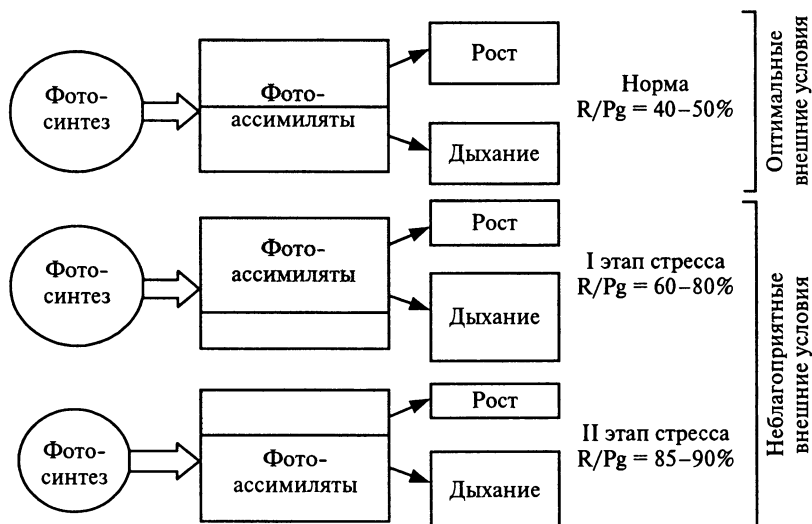 Фото-
синтез
Фото-
ассимиляты
Рост
Дыхание
Норма
R/Pg = 40–50%
Оптимальные
внешние условия
Фото-
синтез
Фото-
ассимиляты
Рост
Дыхание
I этап стресса
R/Pg = 60–80%
Фото-
синтез
Фото-
ассимиляты
Рост
Дыхание
II этап стресса
R/Pg = 85–90%
Неблагоприятные
внешние условия